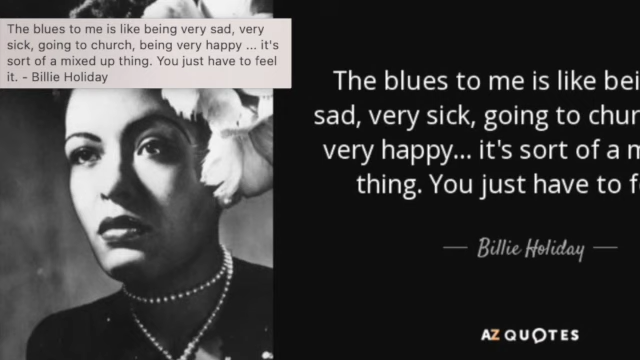 The blues to me is like being very sad, very
sick, going to church, being very happy ... it's
sort of a mixed up thing. You just have to feel
it. - Billie Holiday
The blues to me is like bei
sad, very sick, going to chur
very happy... it's sort of a m
thing. You just have to f
Billie Holiday
AZ QUOTES